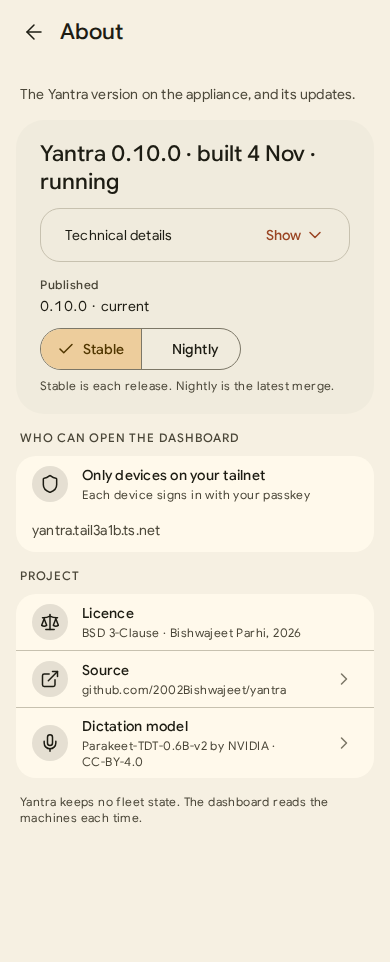 About
The Yantra version on the appliance, and its updates.
Yantra 0.10.0 · built 4 Nov ·
running
Technical details
Show
Published
0.10.0 · current
Stable
Nightly
Stable is each release. Nightly is the latest merge.
WHO CAN OPEN THE DASHBOARD
Only devices on your tailnet
Each device signs in with your passkey
yantra.tail3a1b.ts.net
PROJECT
Licence
BSD 3-Clause · Bishwajeet Parhi, 2026
Source
github.com/2002Bishwajeet/yantra
Dictation model
Parakeet-TDT-0.6B-v2 by NVIDIA ·
CC-BY-4.0
Yantra keeps no fleet state. The dashboard reads the
machines each time.